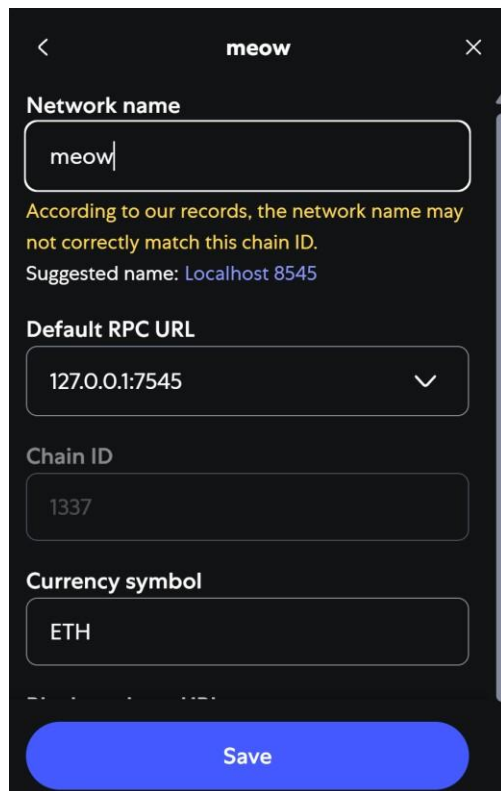 meow
Network name
meow
According to our records, the network name may
not correctly match this chain ID.
Suggested name: Localhost 8545
Default RPC URL
127.0.0.1:7545
Chain ID
1337
Currency symbol
ETH
Save